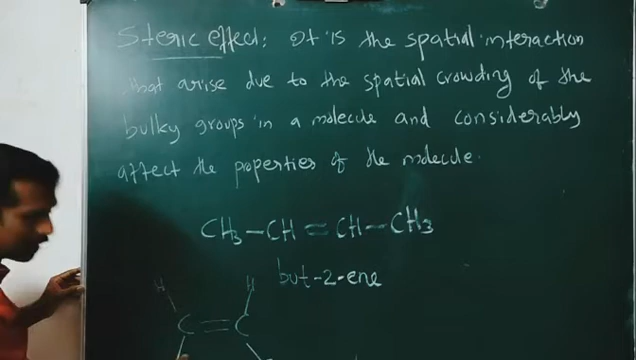 Steric effect: It is the spatial interaction
that arise due to the spatial crowding of the
bulky groups in a molecule and considerably
affect the properties of the molecule.
CH3-CH=CH-CH3
but-2-ene
H H
C=C